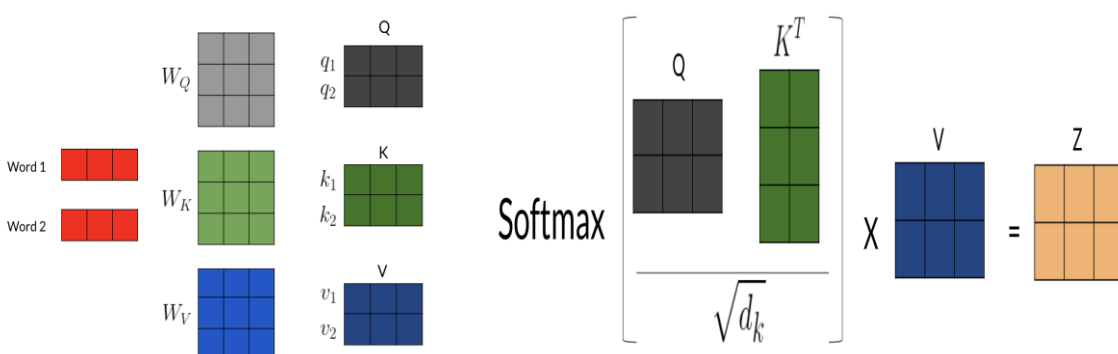 Word 1
Word 2
W_Q
W_K
W_V
Q
q_1
q_2
K
k_1
k_2
V
v_1
v_2
Softmax
Q
K^T
√d_k
X
V
=
Z